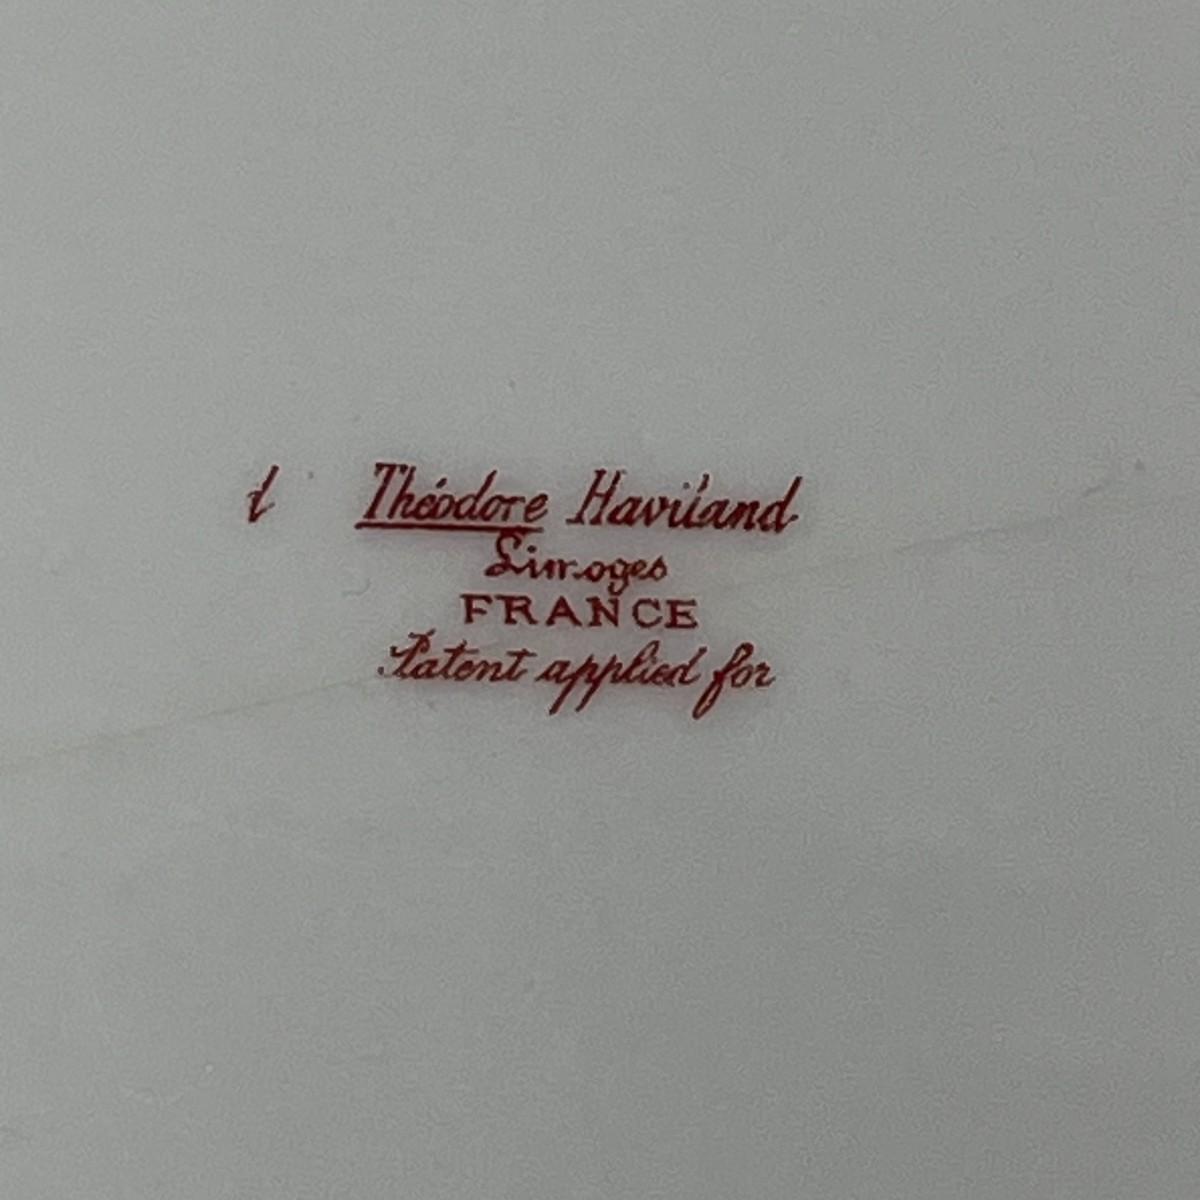 l Théodore Haviland
Limoges
FRANCE
Patent applied for